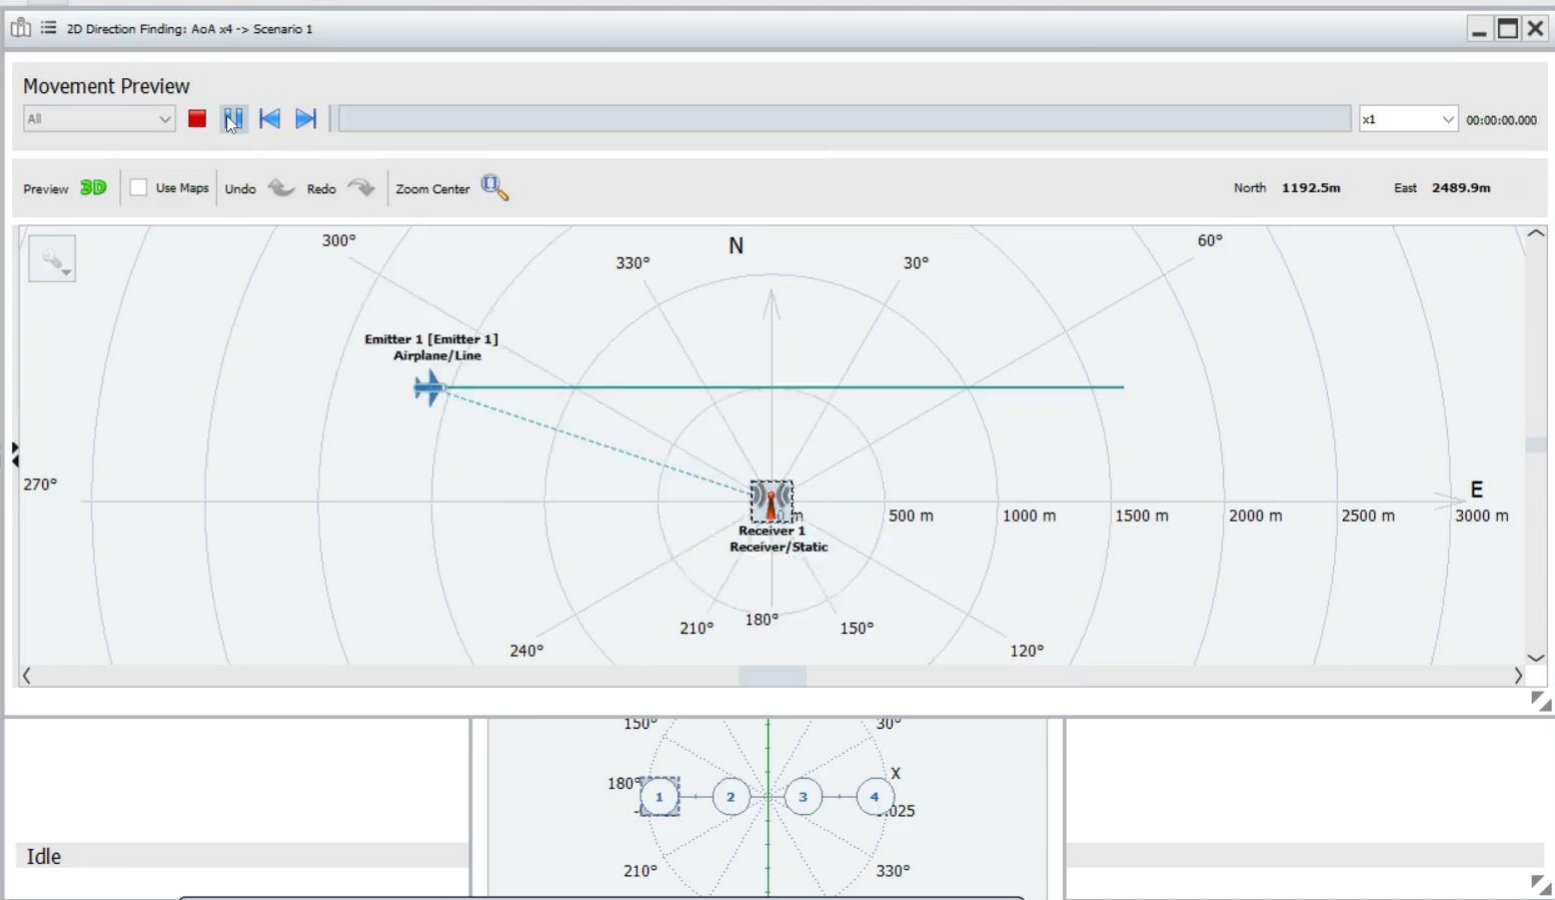 2D Direction Finding: AoA x4 -> Scenario 1
Movement Preview
All
x1
00:00:00.000
Preview 3D Use Maps Undo Redo Zoom Center
North 1192.5m East 2489.9m
300° 330° N 30° 60°
Emitter 1 [Emitter 1]
Airplane/Line
270°
E
500 m 1000 m 1500 m 2000 m 2500 m 3000 m
Receiver 1
Receiver/Static
240° 210° 180° 150° 120°
150° 30°
180° X
1 2 3 4
Idle
210° 330°